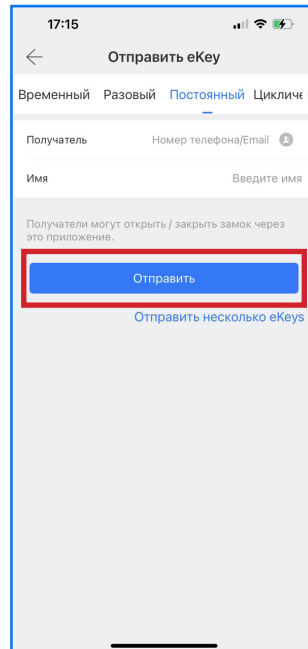 17:15
Отправить eKey
Временный Разовый Постоянный Цикличе
Получатель Номер телефона/Email
Имя Введите имя
Получатели могут открыть / закрыть замок через
это приложение.
Отправить
Отправить несколько eKeys